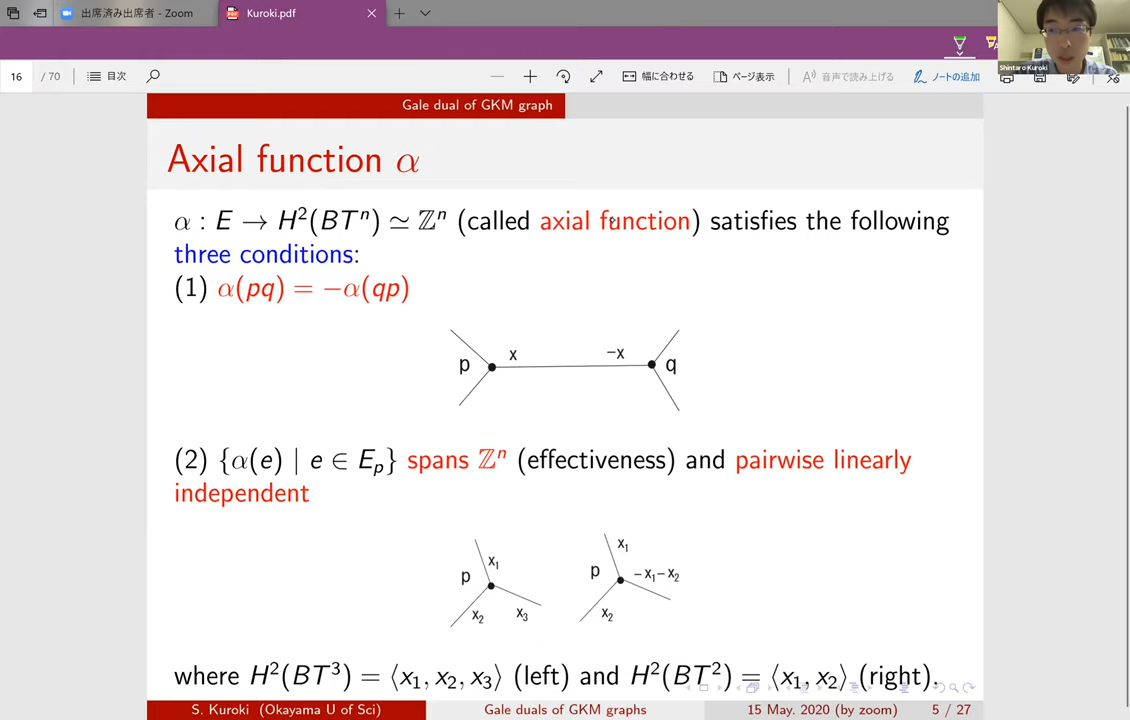 出席済み出席者 - Zoom
Kuroki.pdf
16 / 70
目次
幅に合わせる
ページ表示
A 音声で読み上げる
ノートの追加
Shintaro Kuroki
Gale dual of GKM graph
Axial function α
α : E → H²(BTⁿ) ≃ ℤⁿ (called axial function) satisfies the following
three conditions:
(1) α(pq) = −α(qp)
p x −x q
(2) {α(e) | e ∈ Eₚ} spans ℤⁿ (effectiveness) and pairwise linearly
independent
p x₁ x₂ x₃
p x₁ −x₁−x₂ x₂
where H²(BT³) = ⟨x₁, x₂, x₃⟩ (left) and H²(BT²) = ⟨x₁, x₂⟩ (right).
S. Kuroki (Okayama U of Sci)
Gale duals of GKM graphs
15 May. 2020 (by zoom)
5 / 27